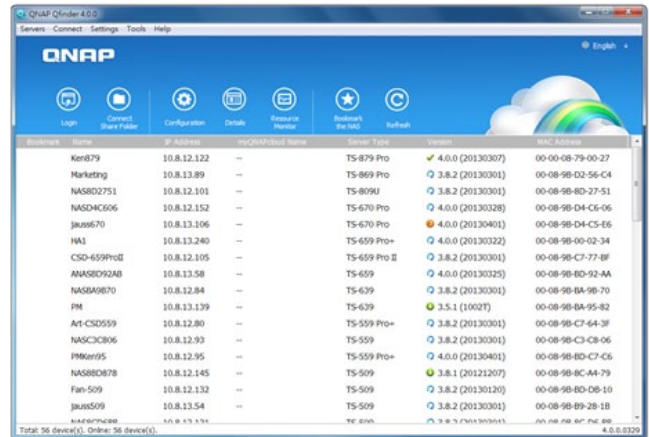 QNAP Qfinder 4.0.0
Servers Connect Settings Tools Help
English
QNAP
Login Connect Share Folder Configuration Details Resource Monitor Bookmark the NAS Refresh
Bookmark Name IP Address myQNAPcloud Name Server Type Version MAC Address
Ken879 10.8.12.122 -- TS-879 Pro 4.0.0 (20130307) 00-00-08-79-00-27
Marketing 10.8.13.89 -- TS-869 Pro 3.8.2 (20130301) 00-08-9B-D2-56-C4
NAS8D2751 10.8.12.101 -- TS-809U 3.8.2 (20130301) 00-08-9B-8D-27-51
NASD4C606 10.8.12.152 -- TS-670 Pro 4.0.0 (20130328) 00-08-9B-D4-C6-06
jauss670 10.8.13.106 -- TS-670 Pro 4.0.0 (20130401) 00-08-9B-D4-C5-E6
HA1 10.8.13.240 -- TS-659 Pro+ 4.0.0 (20130322) 00-08-9B-00-02-34
CSD-659ProII 10.8.12.105 -- TS-659 Pro II 3.8.2 (20130301) 00-08-9B-C7-77-BF
ANASBD92AB 10.8.13.58 -- TS-659 4.0.0 (20130325) 00-08-9B-BD-92-AA
NASBA9B70 10.8.12.84 -- TS-639 3.8.2 (20130301) 00-08-9B-BA-9B-70
PM 10.8.13.139 -- TS-639 3.5.1 (1002T) 00-08-9B-BA-95-82
Art-CSD559 10.8.12.80 -- TS-559 Pro+ 3.8.2 (20130301) 00-08-9B-C7-64-3F
NASC3C806 10.8.12.93 -- TS-559 3.8.2 (20130301) 00-08-9B-C3-C8-06
PMKen95 10.8.12.95 -- TS-559 Pro+ 4.0.0 (20130401) 00-08-9B-BD-C7-C6
NAS8BD878 10.8.12.145 -- TS-509 3.8.1 (20121207) 00-08-9B-8C-A4-79
Fan-509 10.8.12.132 -- TS-509 3.8.2 (20130120) 00-08-9B-BD-DB-10
jauss509 10.8.13.54 -- TS-509 3.8.2 (20130301) 00-08-9B-B9-28-1B
Total: 56 device(s). Online: 56 device(s). 4.0.0.0329